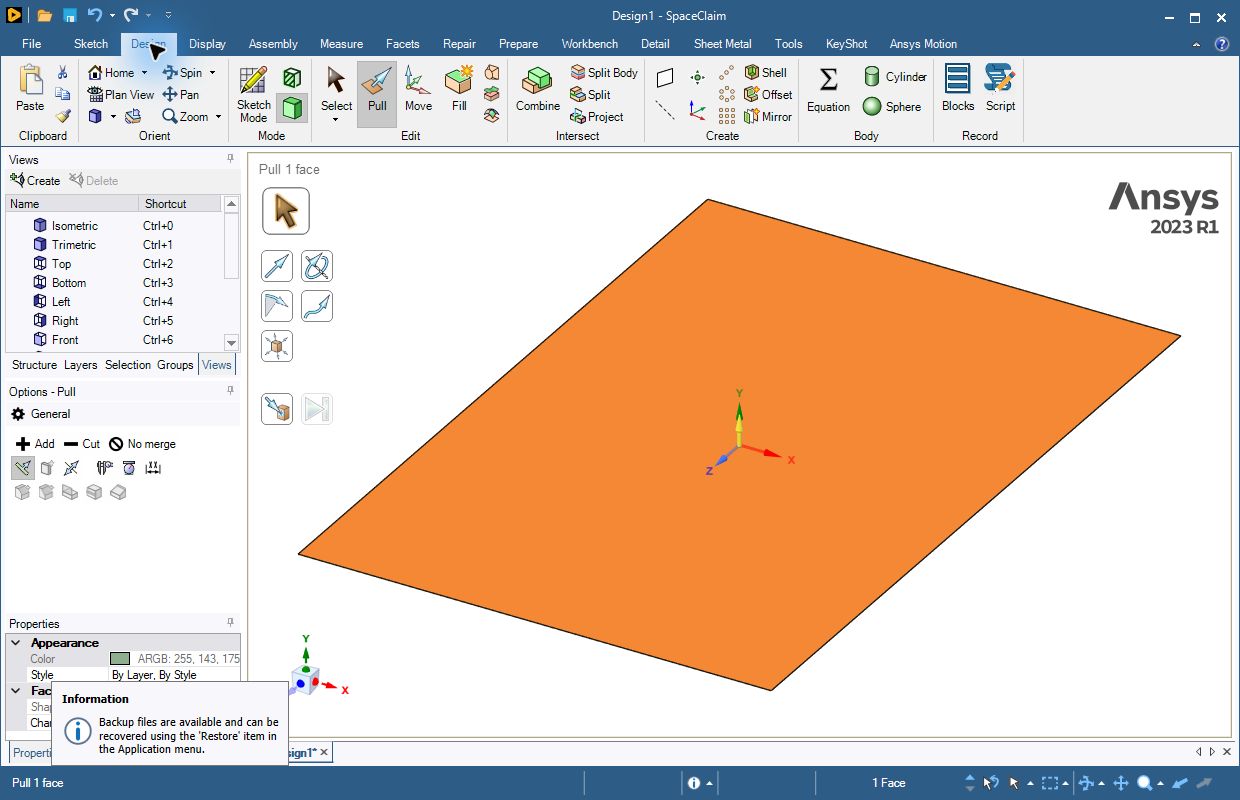 Design1 - SpaceClaim
File Sketch Design Display Assembly Measure Facets Repair Prepare Workbench Detail Sheet Metal Tools KeyShot Ansys Motion
Paste
Clipboard
Home Spin
Plan View Pan
Zoom
Orient
Sketch
Mode
Mode
Select Pull Move Fill
Edit
Combine
Split Body
Split
Project
Intersect
Shell
Offset
Mirror
Create
Equation
Cylinder
Sphere
Body
Blocks Script
Record
Views
Create Delete
Name Shortcut
Isometric Ctrl+0
Trimetric Ctrl+1
Top Ctrl+2
Bottom Ctrl+3
Left Ctrl+4
Right Ctrl+5
Front Ctrl+6
Structure Layers Selection Groups Views
Options - Pull
General
Add Cut No merge
Properties
Appearance
Color ARGB: 255, 143, 175
Style By Layer, By Style
Fac
Sha
Char
Information
Backup files are available and can be
recovered using the 'Restore' item in
the Application menu.
Properti
sign1*
Pull 1 face
Ansys
2023 R1
Y
X
Z
Y
X
Pull 1 face
1 Face